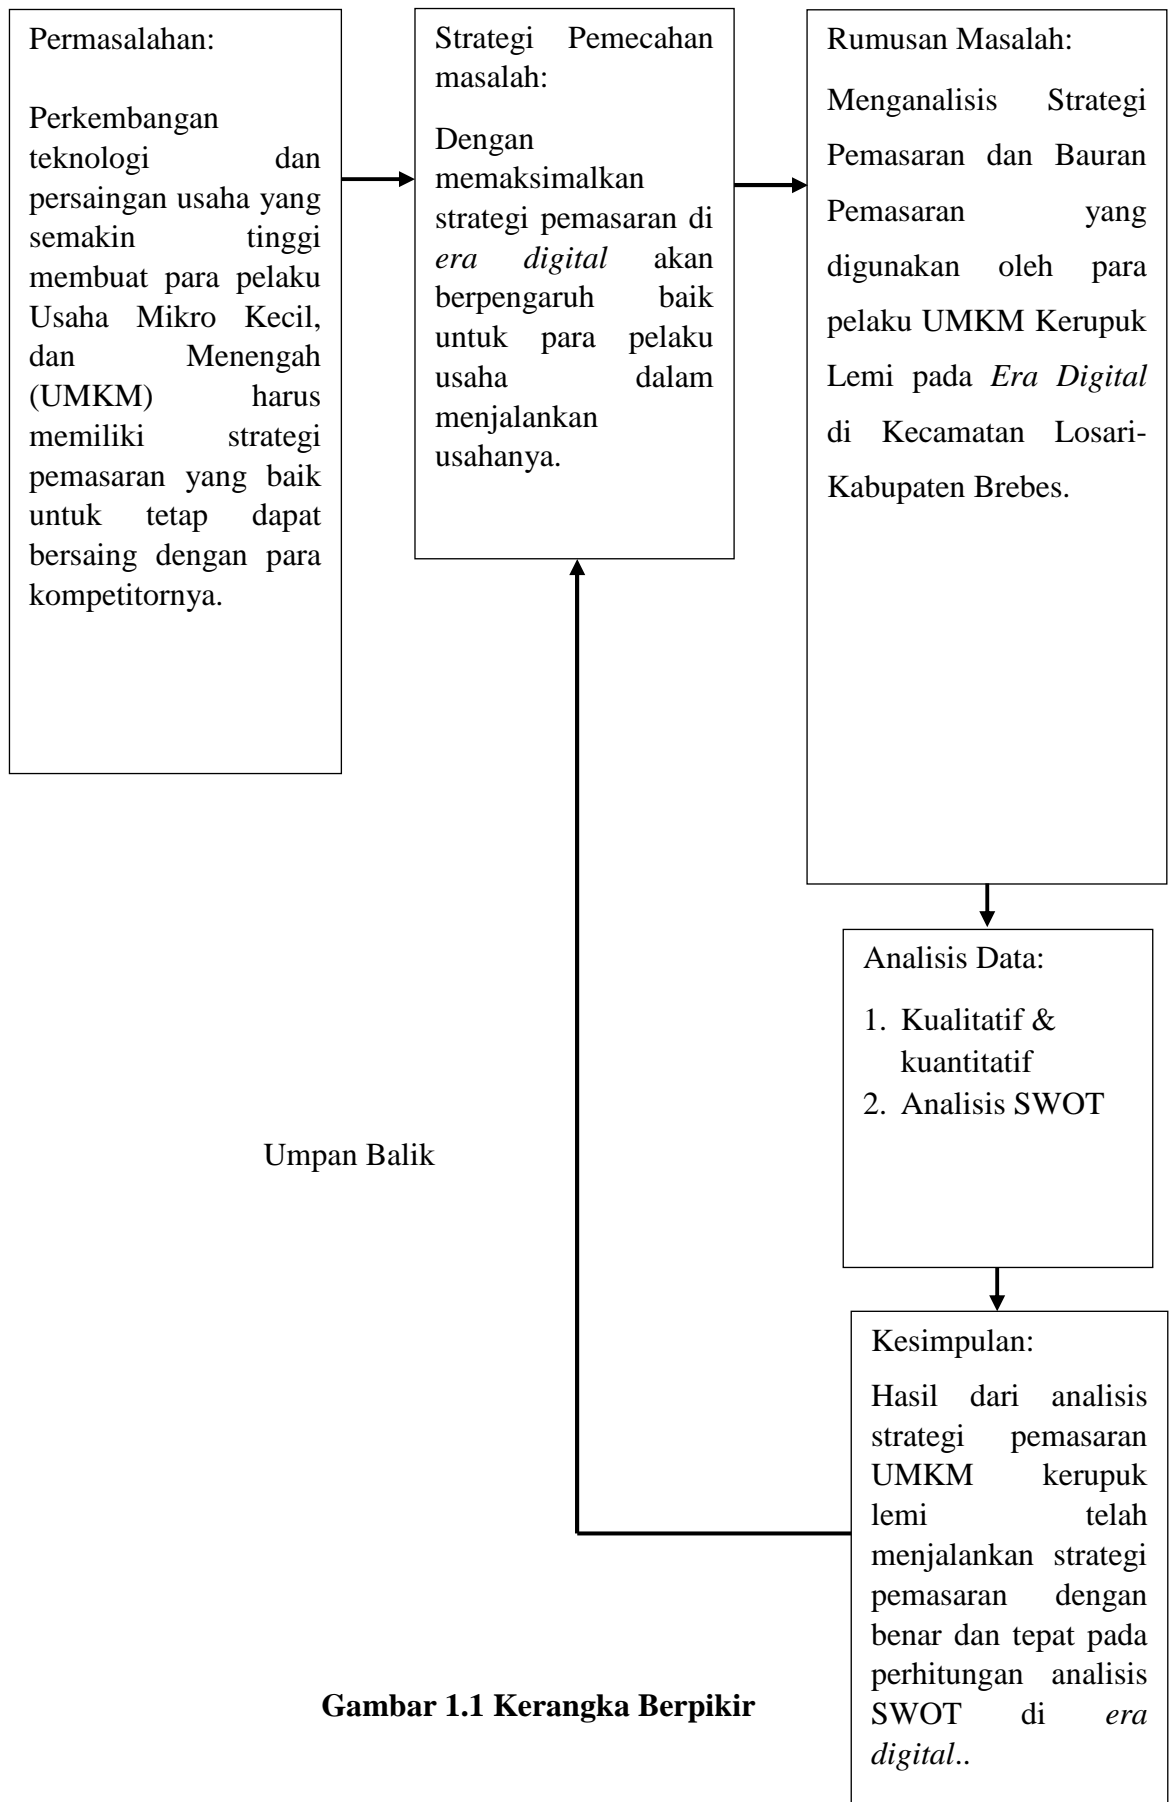 Permasalahan:
Perkembangan
teknologi dan
persaingan usaha yang
semakin tinggi
membuat para pelaku
Usaha Mikro Kecil,
dan Menengah
(UMKM) harus
memiliki strategi
pemasaran yang baik
untuk tetap dapat
bersaing dengan para
kompetitornya.
Strategi Pemecahan
masalah:
Dengan
memaksimalkan
strategi pemasaran di
era digital akan
berpengaruh baik
untuk para pelaku
usaha dalam
menjalankan
usahanya.
Rumusan Masalah:
Menganalisis Strategi
Pemasaran dan Bauran
Pemasaran yang
digunakan oleh para
pelaku UMKM Kerupuk
Lemi pada Era Digital
di Kecamatan Losari-
Kabupaten Brebes.
Analisis Data:
1. Kualitatif &
kuantitatif
2. Analisis SWOT
Umpan Balik
Kesimpulan:
Hasil dari analisis
strategi pemasaran
UMKM kerupuk
lemi telah
menjalankan strategi
pemasaran dengan
benar dan tepat pada
perhitungan analisis
SWOT di era
digital..
Gambar 1.1 Kerangka Berpikir